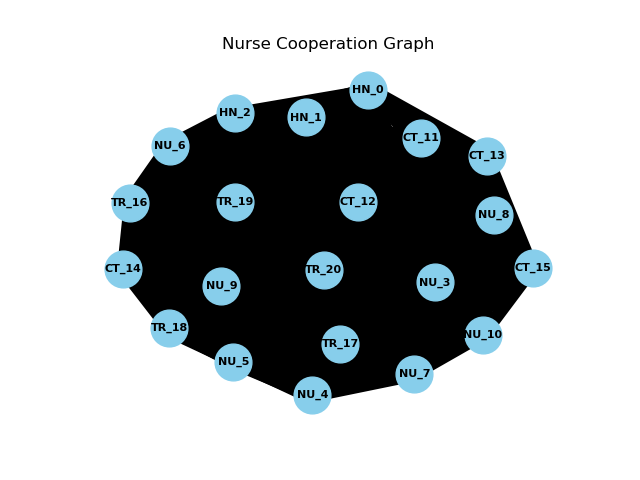 Nurse Cooperation Graph
HN_0
HN_2
HN_1
CT_11
NU_6
CT_13
TR_16
TR_19
CT_12
NU_8
CT_14
TR_20
CT_15
NU_9
NU_3
TR_18
NU_10
TR_17
NU_5
NU_7
NU_4